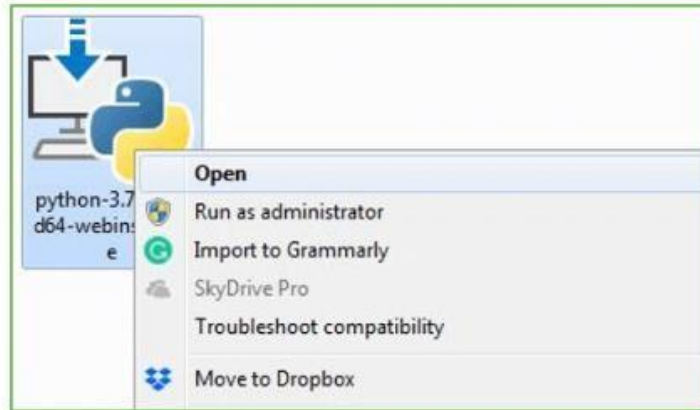 python-3.7
d64-webins
e
Open
Run as administrator
Import to Grammarly
SkyDrive Pro
Troubleshoot compatibility
Move to Dropbox